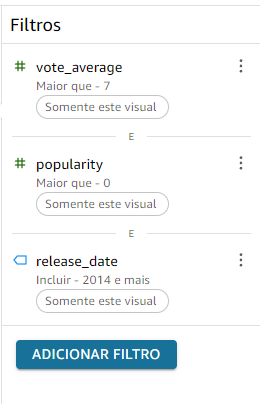 Filtros
vote_average
Maior que - 7
Somente este visual
E
popularity
Maior que - 0
Somente este visual
E
release_date
Incluir - 2014 e mais
Somente este visual
ADICIONAR FILTRO